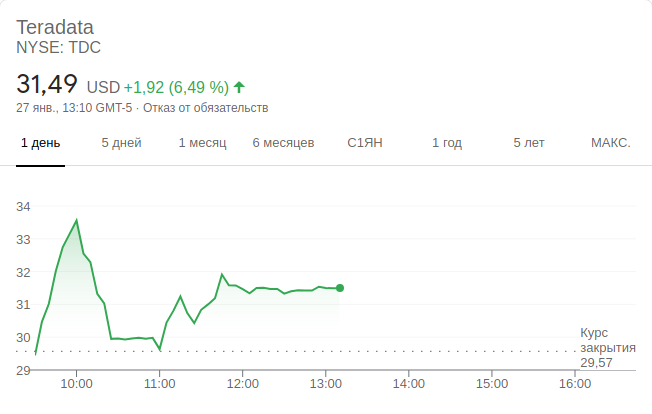 Teradata
NYSE: TDC
31,49 USD +1,92 (6,49 %)
27 янв., 13:10 GMT-5 · Отказ от обязательств
1 день 5 дней 1 месяц 6 месяцев С1ЯН 1 год 5 лет МАКС.
34
33
32
31
30
29
Курс
закрытия
29,57
10:00 11:00 12:00 13:00 14:00 15:00 16:00